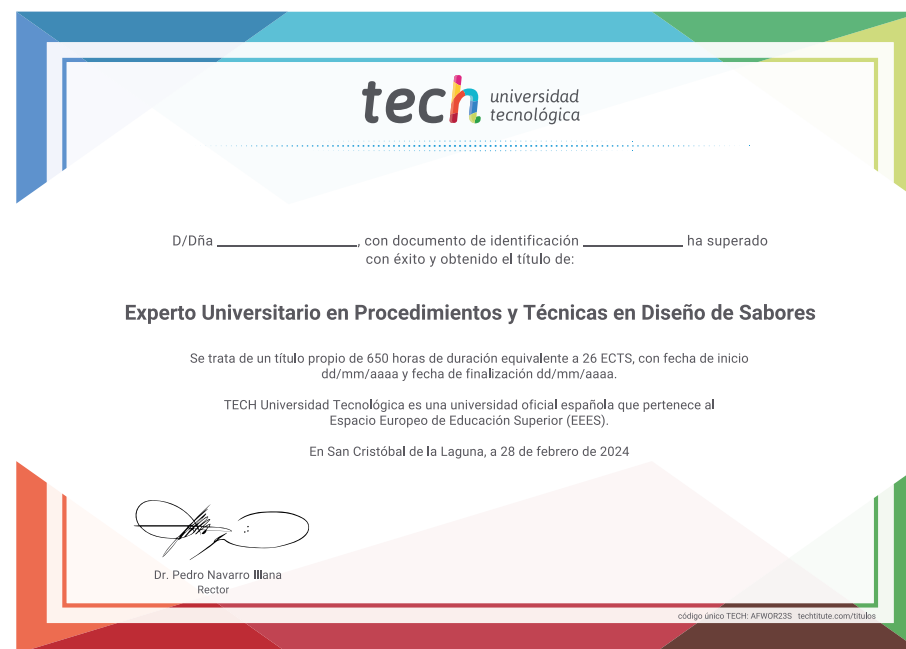 tech universidad
tecnológica
D/Dña ______________, con documento de identificación __________ ha superado
con éxito y obtenido el título de:
Experto Universitario en Procedimientos y Técnicas en Diseño de Sabores
Se trata de un título propio de 650 horas de duración equivalente a 26 ECTS, con fecha de inicio
dd/mm/aaaa y fecha de finalización dd/mm/aaaa.
TECH Universidad Tecnológica es una universidad oficial española que pertenece al
Espacio Europeo de Educación Superior (EEES).
En San Cristóbal de la Laguna, a 28 de febrero de 2024
Dr. Pedro Navarro Illana
Rector
código único TECH: AFWOR23S techtitute.com/titulos